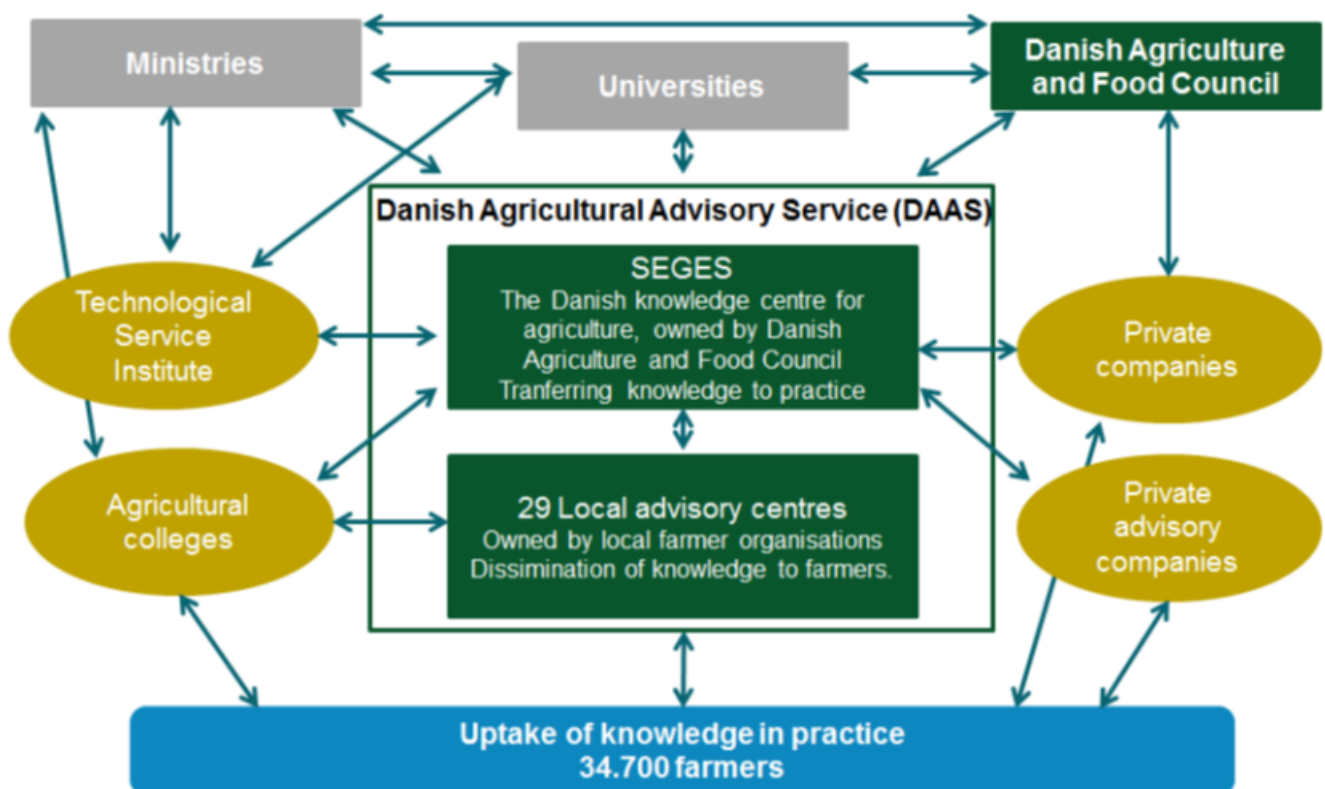 Ministries
Universities
Danish Agriculture
and Food Council
Danish Agricultural Advisory Service (DAAS)
SEGES
The Danish knowledge centre for
agriculture, owned by Danish
Agriculture and Food Council
Tranferring knowledge to practice
Technological
Service
Institute
Private
companies
Agricultural
colleges
29 Local advisory centres
Owned by local farmer organisations
Dissimination of knowledge to farmers.
Private
advisory
companies
Uptake of knowledge in practice
34.700 farmers